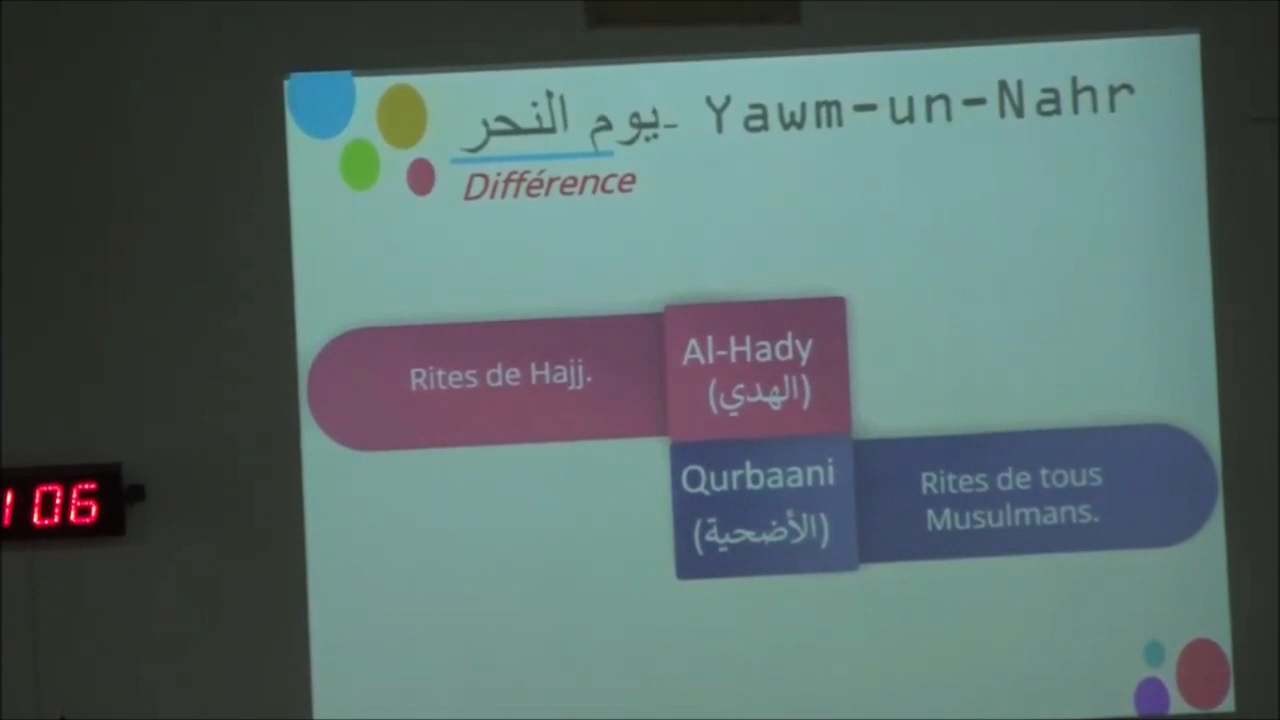 يوم النحر- Yawm-un-Nahr
Différence
Rites de Hajj.
Al-Hady
(الهدي)
Qurbaani
(الأضحية)
Rites de tous
Musulmans.
106